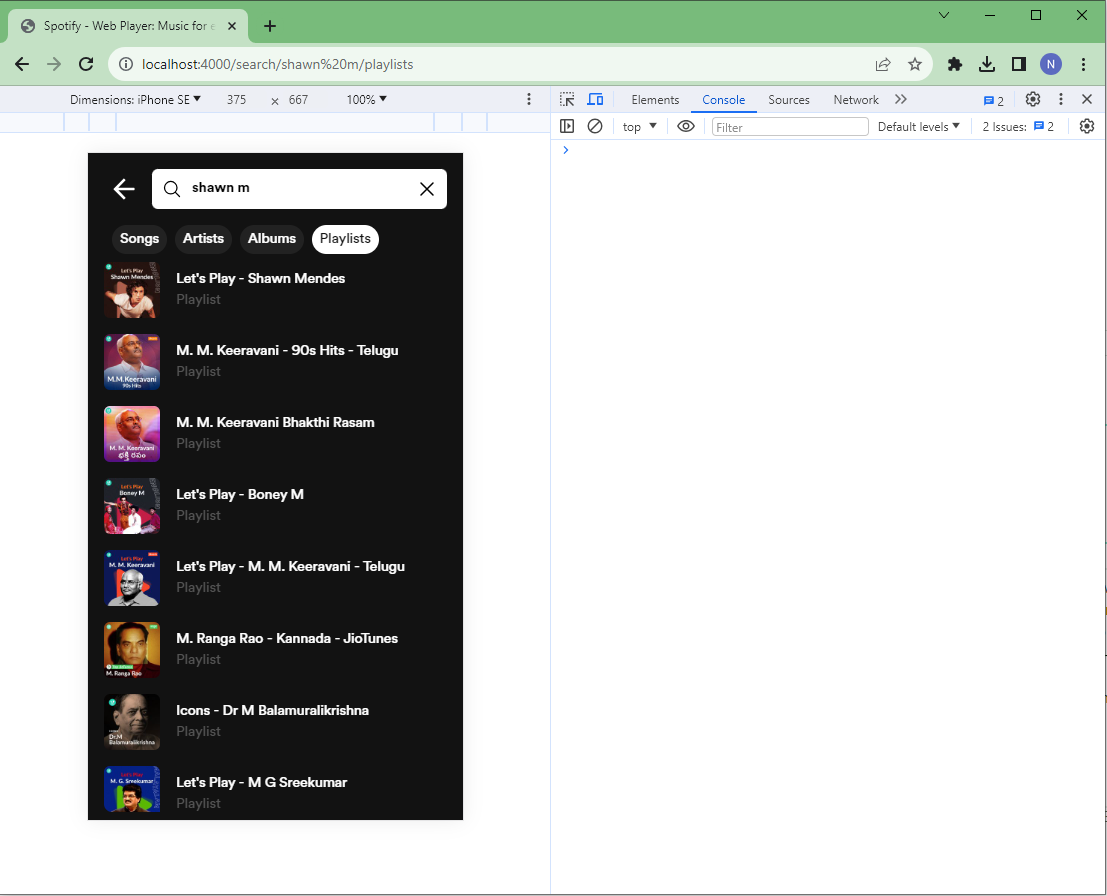 Spotify - Web Player: Music for e
localhost:4000/search/shawn%20m/playlists
N
Dimensions: iPhone SE 375 × 667 100%
Elements Console Sources Network 2
top Filter Default levels 2 Issues: 2
shawn m
Songs Artists Albums Playlists
Let's Play
Shawn Mendes
Let's Play - Shawn Mendes
Playlist
M.M.Keeravani
90s Hits
M. M. Keeravani - 90s Hits - Telugu
Playlist
M. M. Keeravani
భక్తి రసం
M. M. Keeravani Bhakthi Rasam
Playlist
Let's Play
Boney M
Let's Play - Boney M
Playlist
Let's Play
M. M. Keeravani
Let's Play - M. M. Keeravani - Telugu
Playlist
M. Ranga Rao
M. Ranga Rao - Kannada - JioTunes
Playlist
Dr.M
Balamuralikrishna
Icons - Dr M Balamuralikrishna
Playlist
Let's Play
M. G. Sreekumar
Let's Play - M G Sreekumar
Playlist